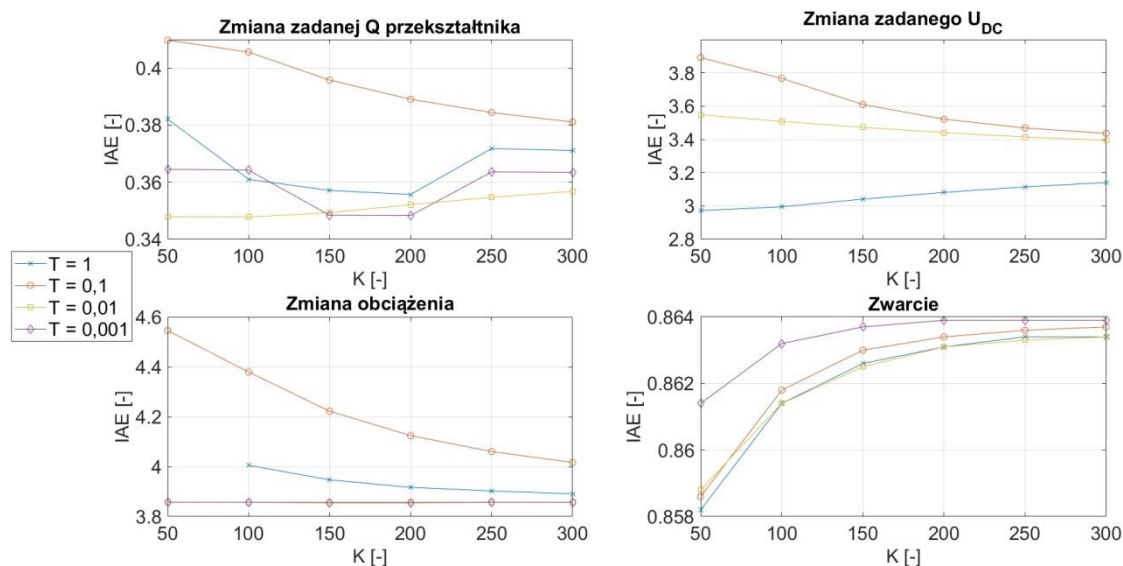 Zmiana zadanej Q przekształtnika
0.4
0.38
0.36
0.34
IAE [-]
50 100 150 200 250 300
K [-]
Zmiana zadanego U_DC
3.8
3.6
3.4
3.2
3
2.8
IAE [-]
50 100 150 200 250 300
K [-]
T = 1
T = 0,1
T = 0,01
T = 0,001
Zmiana obciążenia
4.6
4.4
4.2
4
3.8
IAE [-]
50 100 150 200 250 300
K [-]
Zwarcie
0.864
0.862
0.86
0.858
IAE [-]
50 100 150 200 250 300
K [-]